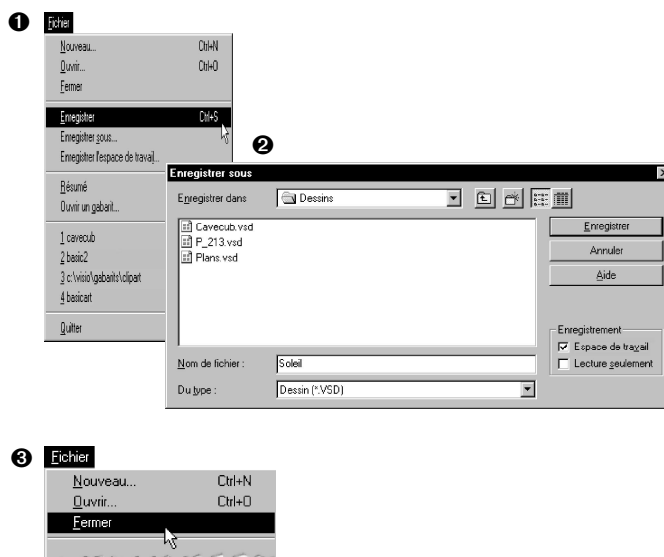 ❶ Fichier
Nouveau... Ctrl+N
Ouvrir... Ctrl+O
Fermer
Enregistrer Ctrl+S
Enregistrer sous...
Enregistrer l'espace de travail...
Résumé
Ouvrir un gabarit...
1 cavecub
2 basic2
3 c:\visio\gabarits\clipart
4 basicart
Quitter
❷
Enregistrer sous
Enregistrer dans Dessins
Cavecub.vsd
P_213.vsd
Plans.vsd
Nom de fichier : Soleil
Du type : Dessin (*.VSD)
Enregistrer
Annuler
Aide
Enregistrement
Espace de travail
Lecture seulement
❸ Fichier
Nouveau... Ctrl+N
Ouvrir... Ctrl+O
Fermer